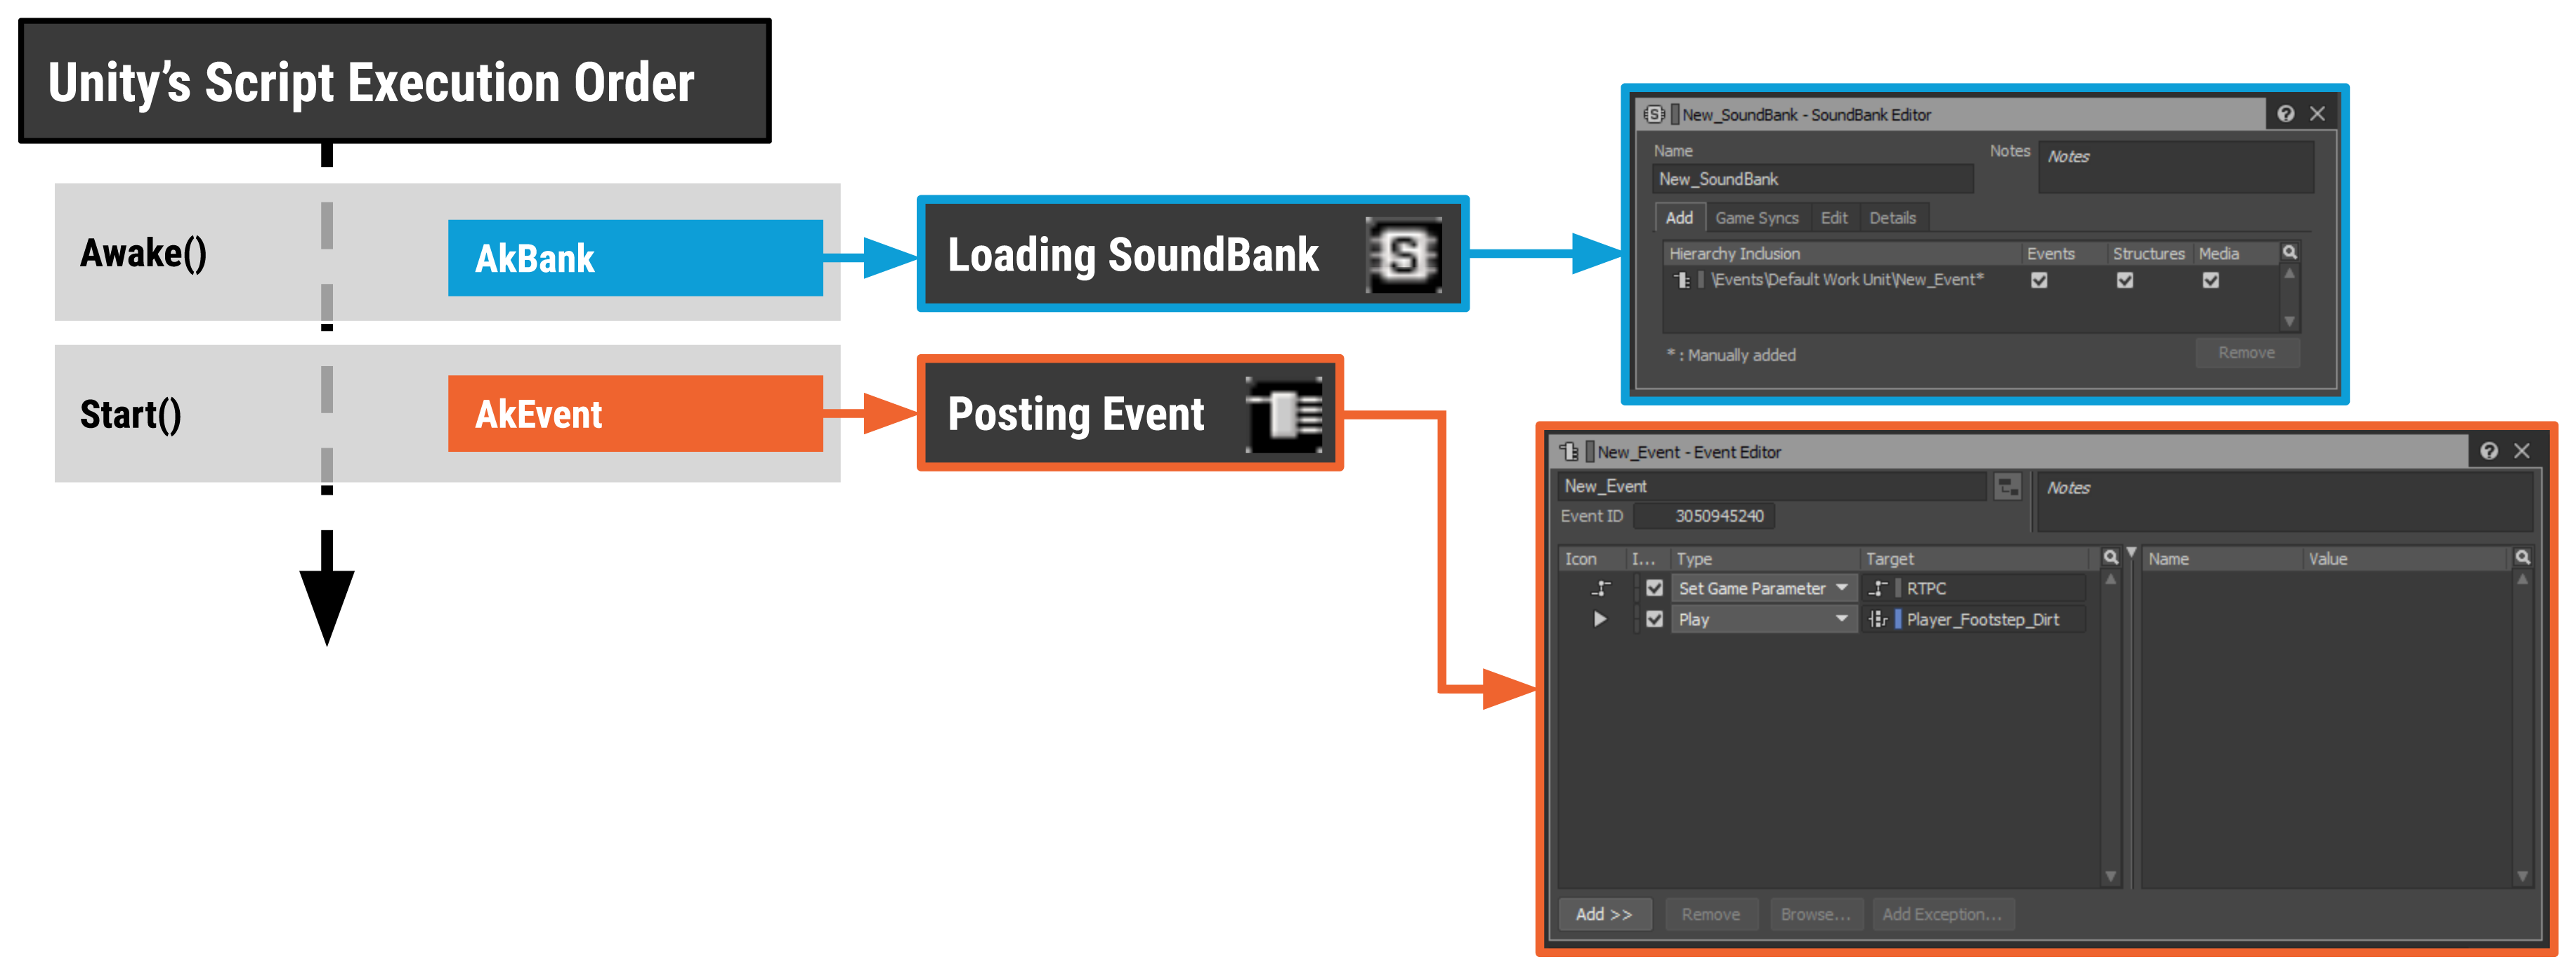 Unity's Script Execution Order
Awake()
AkBank
Loading SoundBank
S
Start()
AkEvent
Posting Event
S New_SoundBank - SoundBank Editor
Name
Notes
Notes
New_SoundBank
Add Game Syncs Edit Details
Hierarchy Inclusion Events Structures Media
\Events\Default Work Unit\New_Event*
* : Manually added
Remove
New_Event - Event Editor
New_Event
Notes
Event ID 3050945240
Icon I... Type Target Name Value
Set Game Parameter RTPC
Play Player_Footstep_Dirt
Add >> Remove Browse... Add Exception...